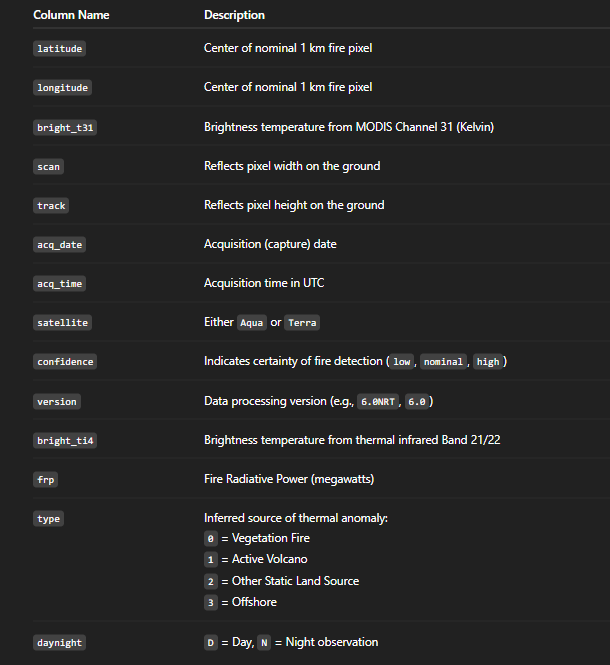 Column Name Description
latitude Center of nominal 1 km fire pixel
longitude Center of nominal 1 km fire pixel
bright_t31 Brightness temperature from MODIS Channel 31 (Kelvin)
scan Reflects pixel width on the ground
track Reflects pixel height on the ground
acq_date Acquisition (capture) date
acq_time Acquisition time in UTC
satellite Either Aqua or Terra
confidence Indicates certainty of fire detection (low, nominal, high)
version Data processing version (e.g., 6.0NRT, 6.0)
bright_ti4 Brightness temperature from thermal infrared Band 21/22
frp Fire Radiative Power (megawatts)
type Inferred source of thermal anomaly:
0 = Vegetation Fire
1 = Active Volcano
2 = Other Static Land Source
3 = Offshore
daynight D = Day, N = Night observation